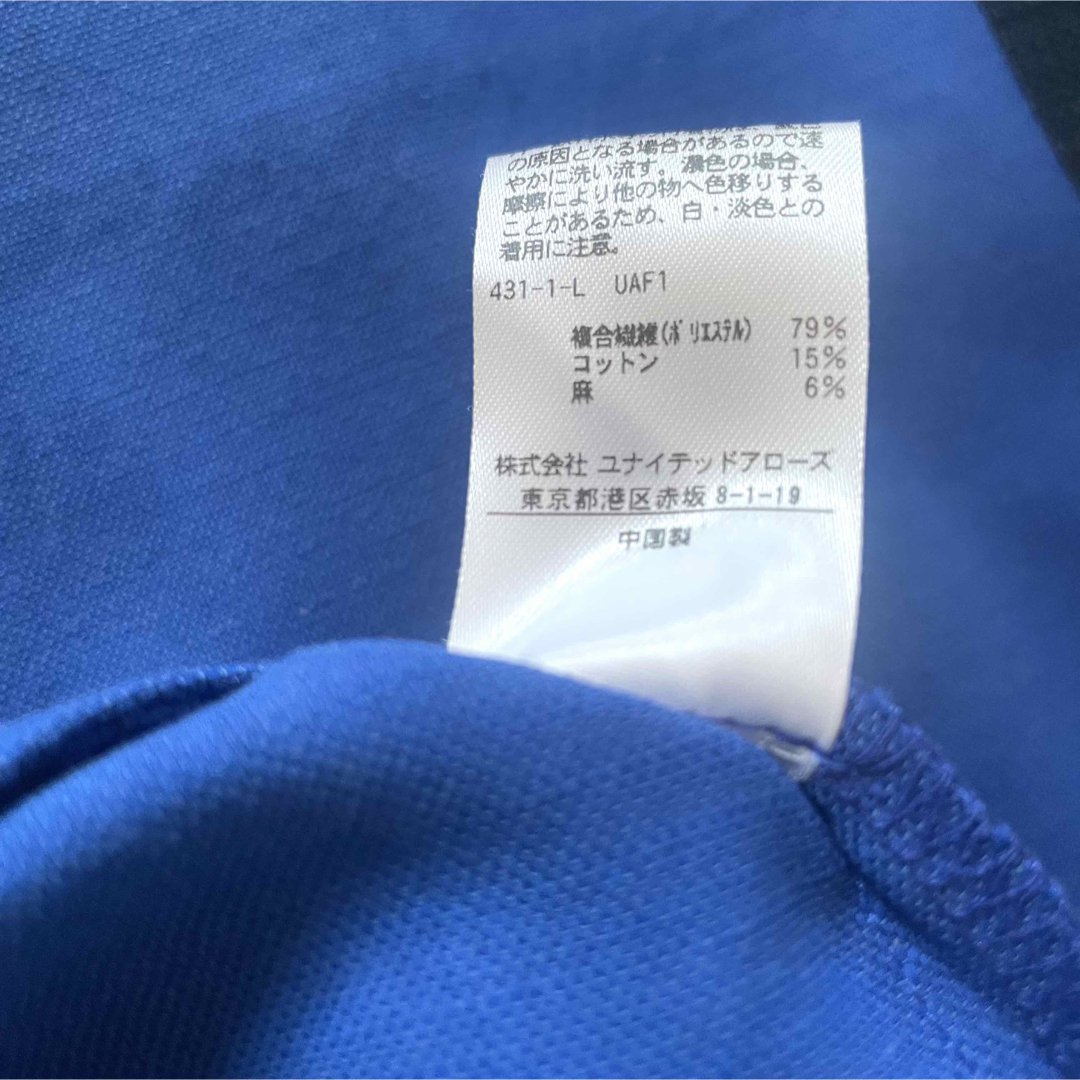 の原因となる場合があるので速
やかに洗い流す。濃色の場合、
摩擦により他の物へ色移りする
ことがあるため、白・淡色との
着用に注意。
431-1-L UAF1
複合繊維(ポリエステル) 79%
コットン 15%
麻 6%
株式会社 ユナイテッドアローズ
東京都港区赤坂 8-1-19
中国製